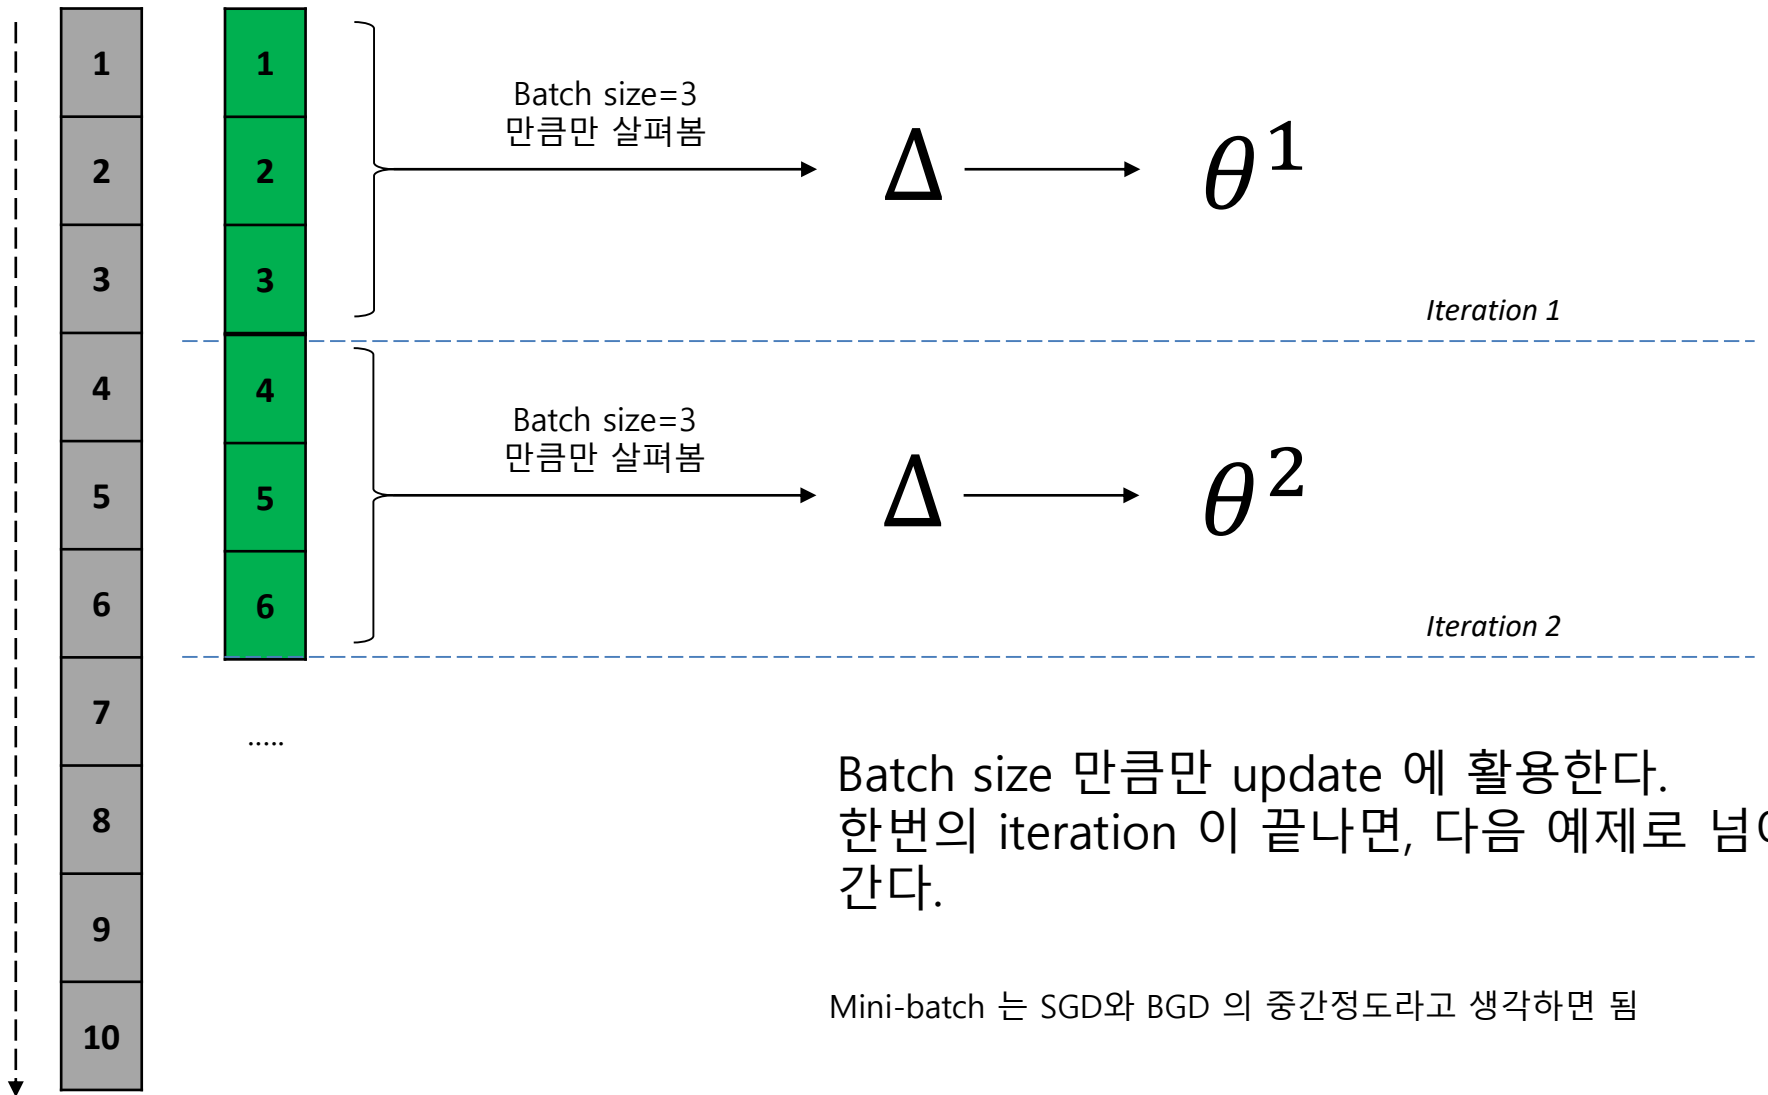 1
2
3
4
5
6
7
8
9
10
1
2
3
4
5
6
.....
Batch size=3
만큼만 살펴봄
Δ
θ¹
Iteration 1
Batch size=3
만큼만 살펴봄
Δ
θ²
Iteration 2
Batch size 만큼만 update 에 활용한다.
한번의 iteration 이 끝나면, 다음 예제로
간다.
Mini-batch 는 SGD와 BGD 의 중간정도라고 생각하면 됨